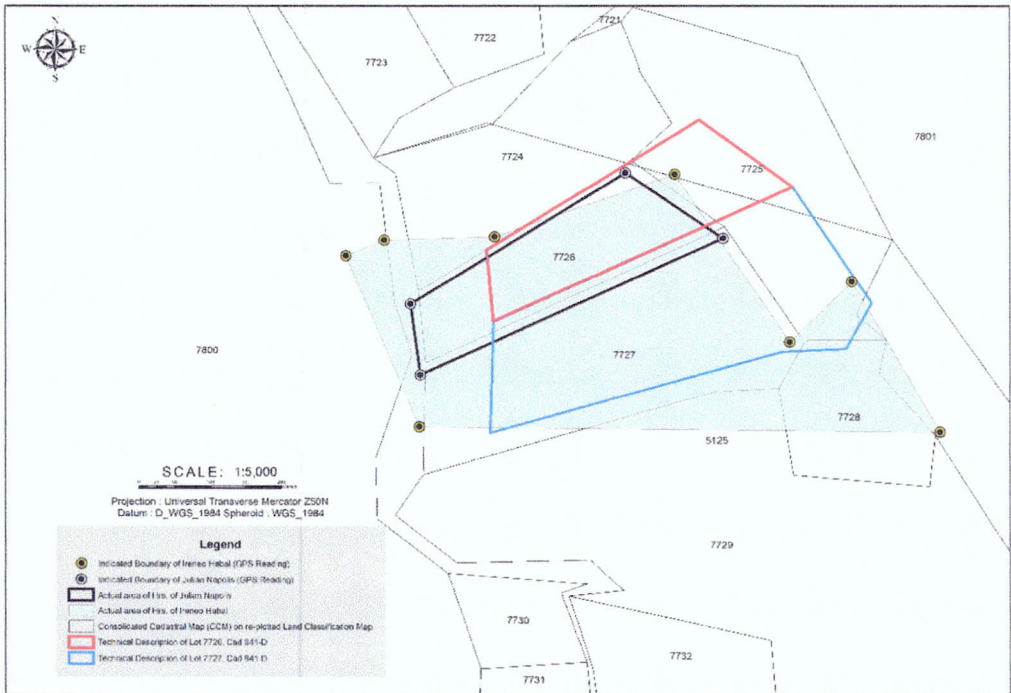 N
W E
S
7721
7722
7723
7801
7724
7725
7726
7800
7727
7728
5125
SCALE: 1:5,000
Projection : Universal Transverse Mercator Z50N
Datum : D_WGS_1984 Spheroid : WGS_1984
7729
Legend
Indicated Boundary of Ireneo Habal (GPS Reading)
Indicated Boundary of Julian Napolis (GPS Reading)
Actual area of Hrs. of Julian Napolis
Actual area of Hrs. of Ireneo Habal
Consolidated Cadastral Map (CCM) on re-plotted Land Classification Map
Technical Description of Lot 7726, Cad 841-D
Technical Description of Lot 7727, Cad 841-D
7730
7732
7731